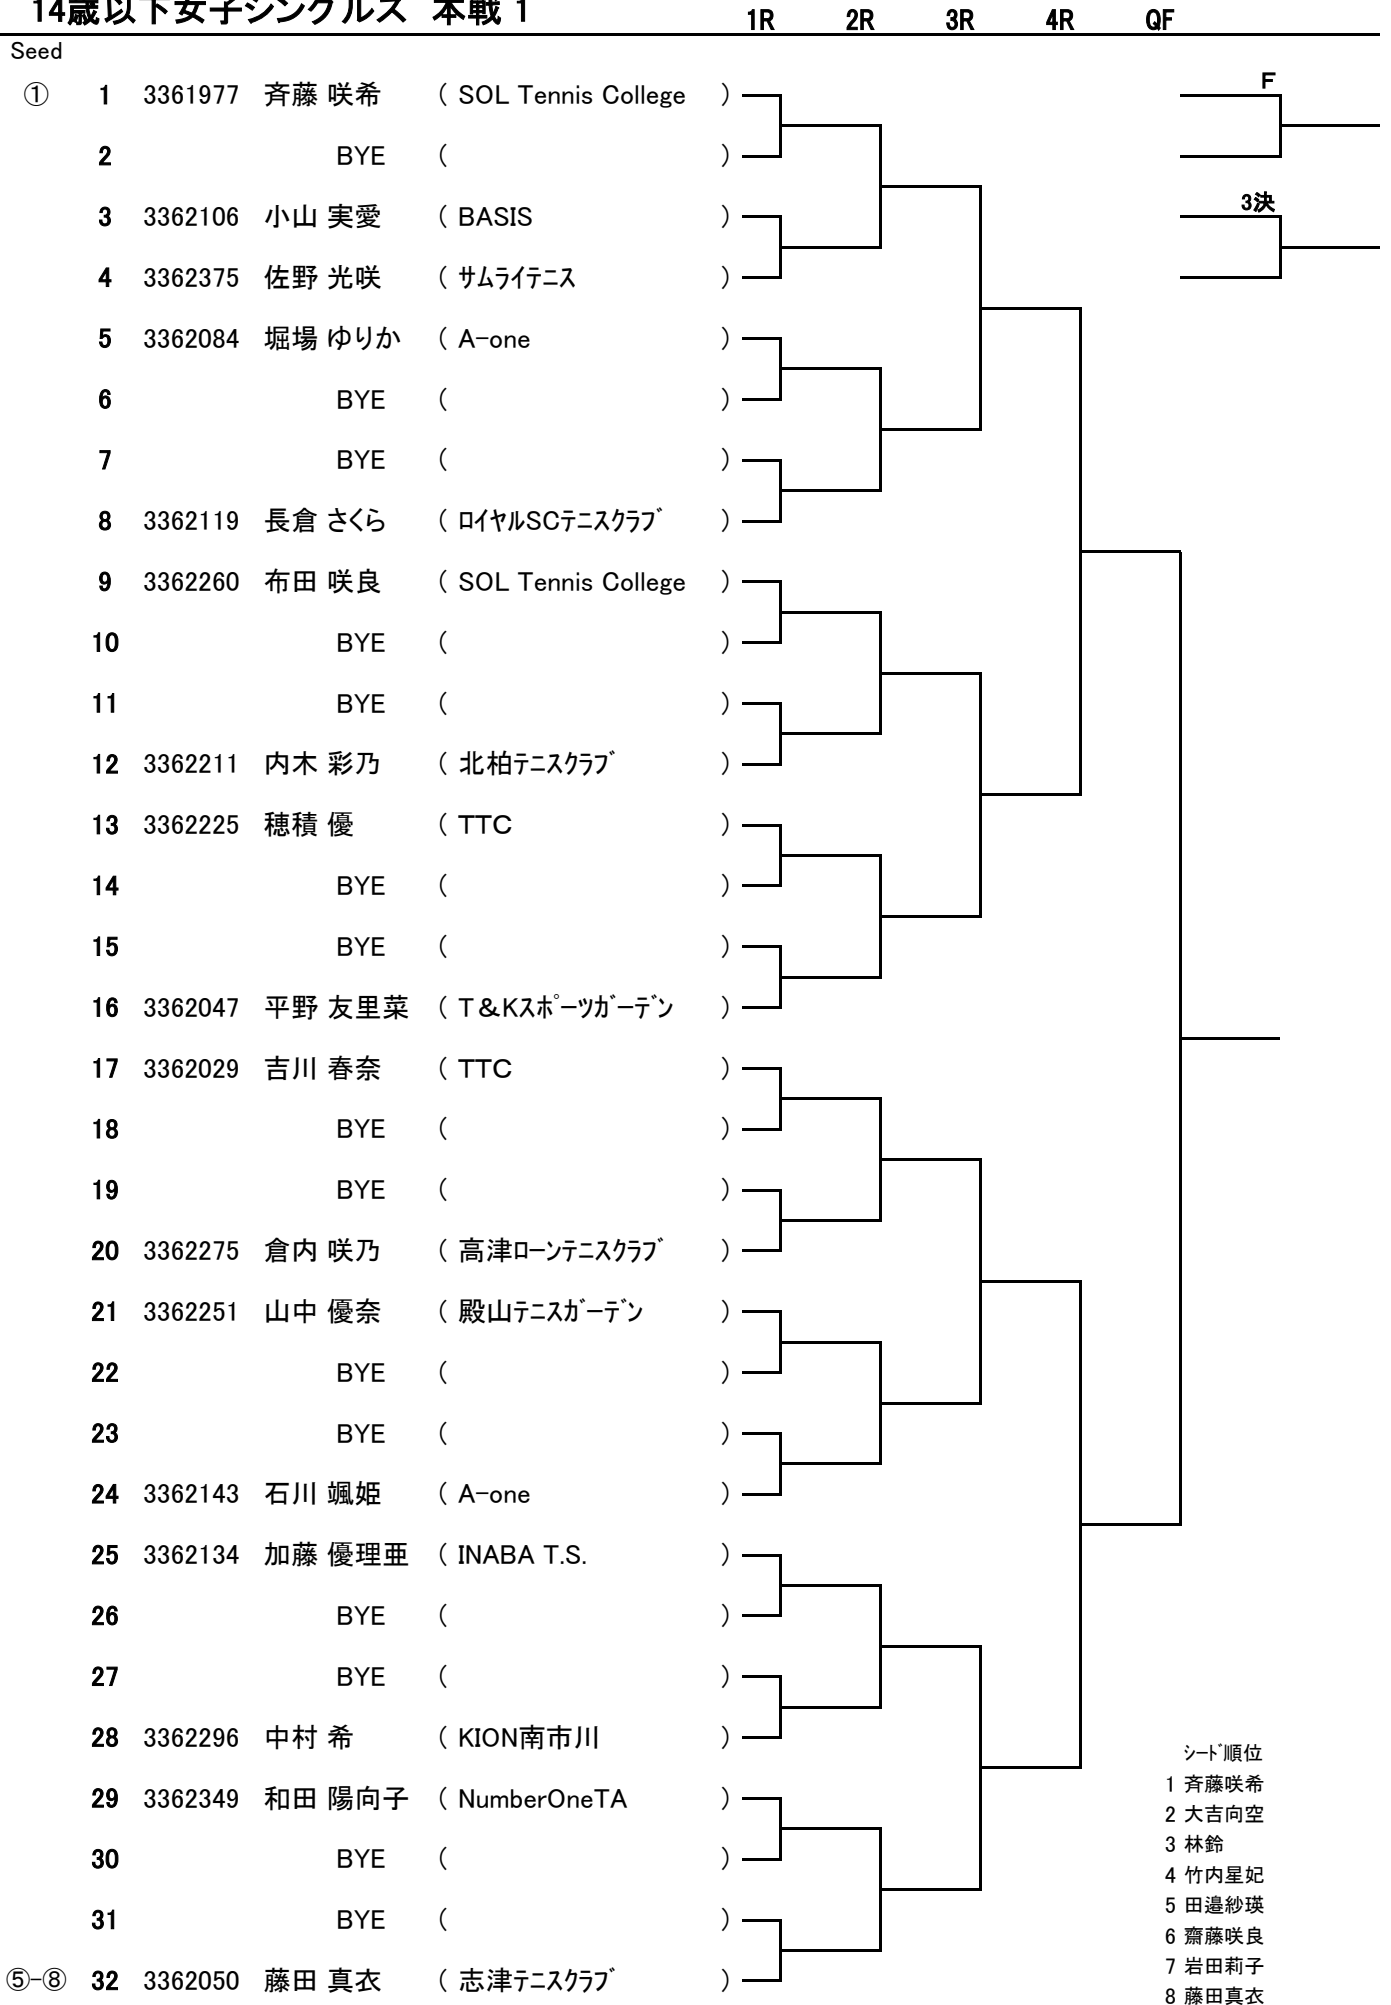 14歳以下女子シングルス 本戦 1 1R 2R 3R 4R QF
Seed
① 1 3361977 斉藤 咲希 ( SOL Tennis College ) F
2 BYE ( )
3 3362106 小山 実愛 ( BASIS ) 3決
4 3362375 佐野 光咲 ( ｻﾑﾗｲﾃﾆｽ )
5 3362084 堀場 ゆりか ( A-one )
6 BYE ( )
7 BYE ( )
8 3362119 長倉 さくら ( ﾛｲﾔﾙSCﾃﾆｽｸﾗﾌﾞ )
9 3362260 布田 咲良 ( SOL Tennis College )
10 BYE ( )
11 BYE ( )
12 3362211 内木 彩乃 ( 北柏ﾃﾆｽｸﾗﾌﾞ )
13 3362225 穂積 優 ( TTC )
14 BYE ( )
15 BYE ( )
16 3362047 平野 友里菜 ( T＆Kｽﾎﾟｰﾂｶﾞｰﾃﾞﾝ )
17 3362029 吉川 春奈 ( TTC )
18 BYE ( )
19 BYE ( )
20 3362275 倉内 咲乃 ( 高津ﾛｰﾝﾃﾆｽｸﾗﾌﾞ )
21 3362251 山中 優奈 ( 殿山ﾃﾆｽｶﾞｰﾃﾞﾝ )
22 BYE ( )
23 BYE ( )
24 3362143 石川 颯姫 ( A-one )
25 3362134 加藤 優理亜 ( INABA T.S. )
26 BYE ( )
27 BYE ( )
28 3362296 中村 希 ( KION南市川 )
29 3362349 和田 陽向子 ( NumberOneTA )
30 BYE ( )
31 BYE ( )
⑤-⑧ 32 3362050 藤田 真衣 ( 志津ﾃﾆｽｸﾗﾌﾞ )
ｼｰﾄﾞ順位
1 斉藤咲希
2 大吉向空
3 林鈴
4 竹内星妃
5 田邉紗瑛
6 齋藤咲良
7 岩田莉子
8 藤田真衣